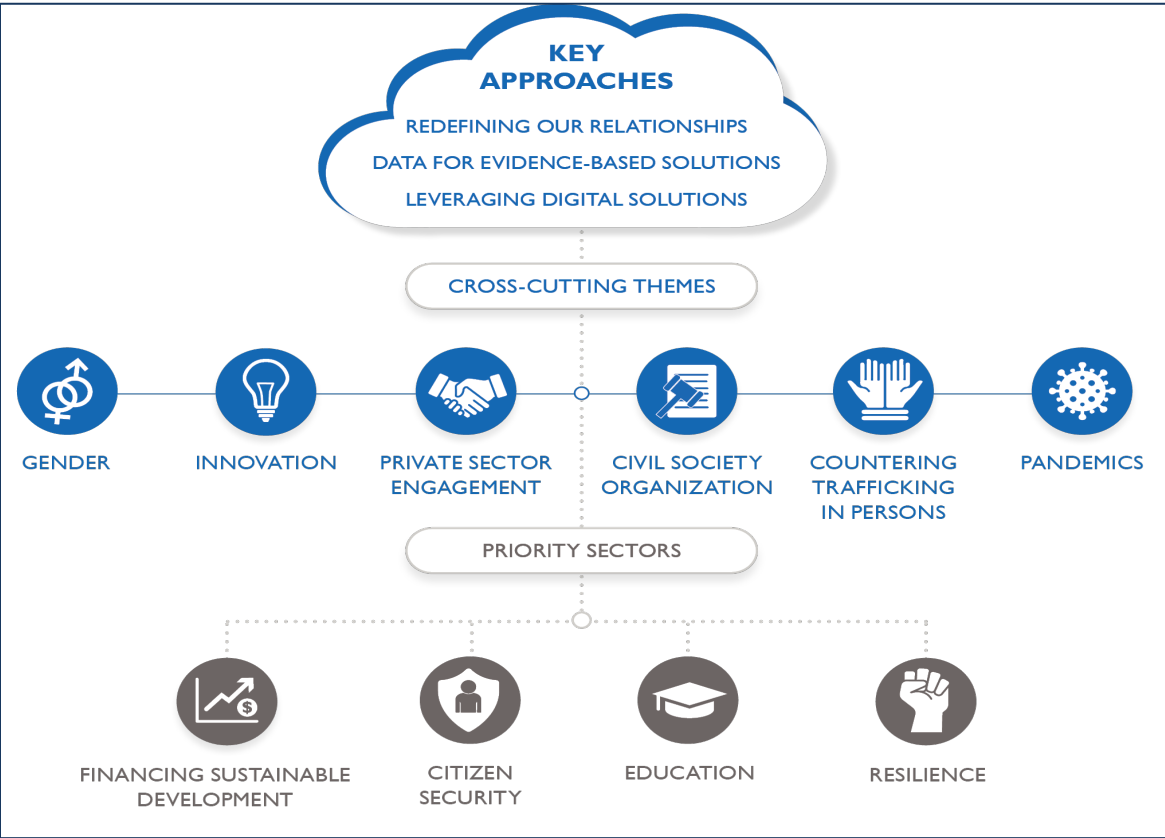 KEY
APPROACHES
REDEFINING OUR RELATIONSHIPS
DATA FOR EVIDENCE-BASED SOLUTIONS
LEVERAGING DIGITAL SOLUTIONS
CROSS-CUTTING THEMES
GENDER
INNOVATION
PRIVATE SECTOR
ENGAGEMENT
CIVIL SOCIETY
ORGANIZATION
COUNTERING
TRAFFICKING
IN PERSONS
PANDEMICS
PRIORITY SECTORS
$
FINANCING SUSTAINABLE
DEVELOPMENT
CITIZEN
SECURITY
EDUCATION
RESILIENCE